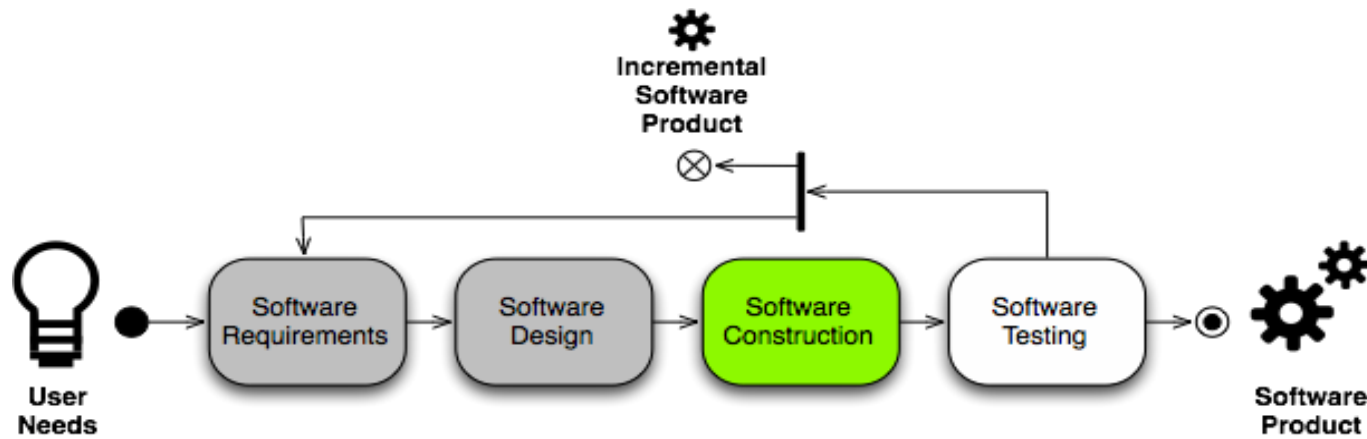 Incremental
Software
Product
User
Needs
Software
Requirements
Software
Design
Software
Construction
Software
Testing
Software
Product